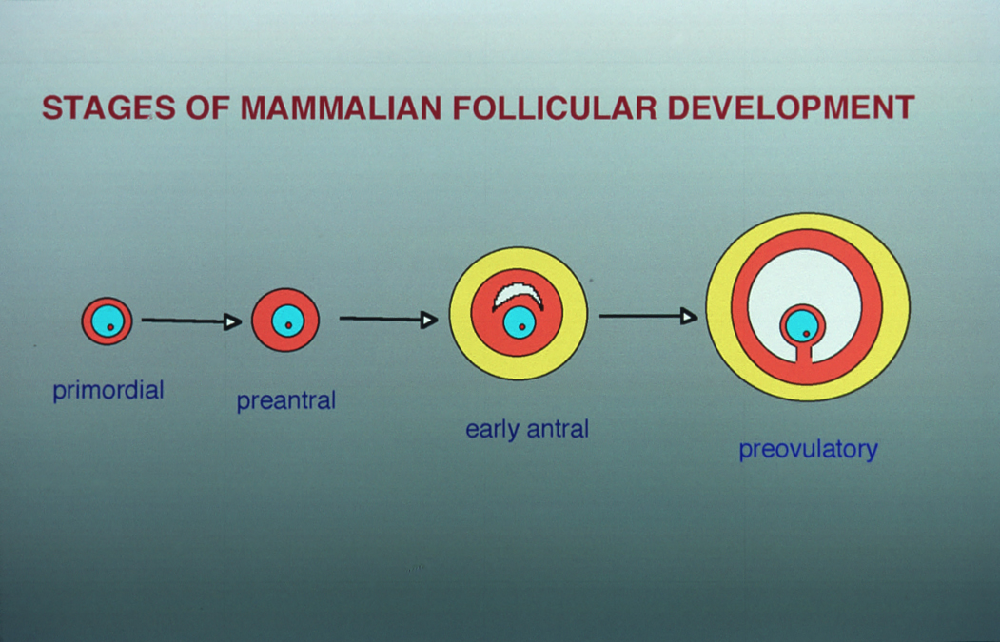 STAGES OF MAMMALIAN FOLLICULAR DEVELOPMENT
primordial
preantral
early antral
preovulatory